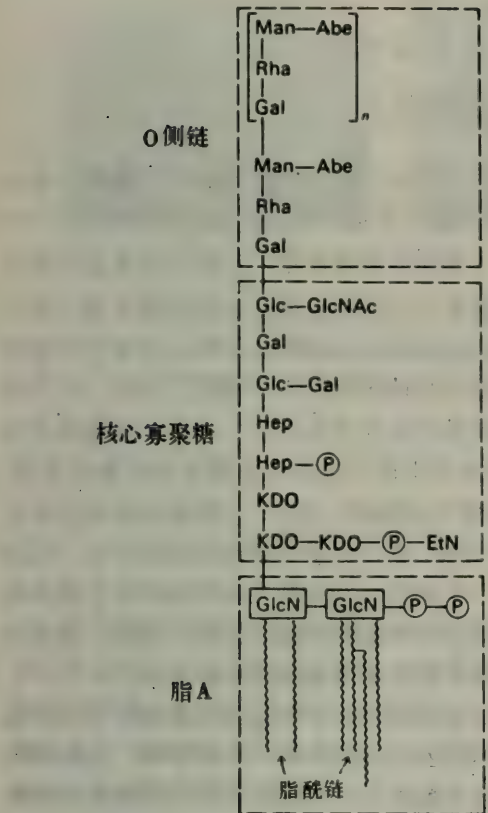 Man—Abe
Rha
Gal
n
O侧链
Man—Abe
Rha
Gal
Glc—GlcNAc
Gal
Glc—Gal
核心寡聚糖
Hep
Hep—Ⓟ
KDO
KDO—KDO—Ⓟ—EtN
GlcN—GlcN—Ⓟ—Ⓟ
脂A
脂酰链